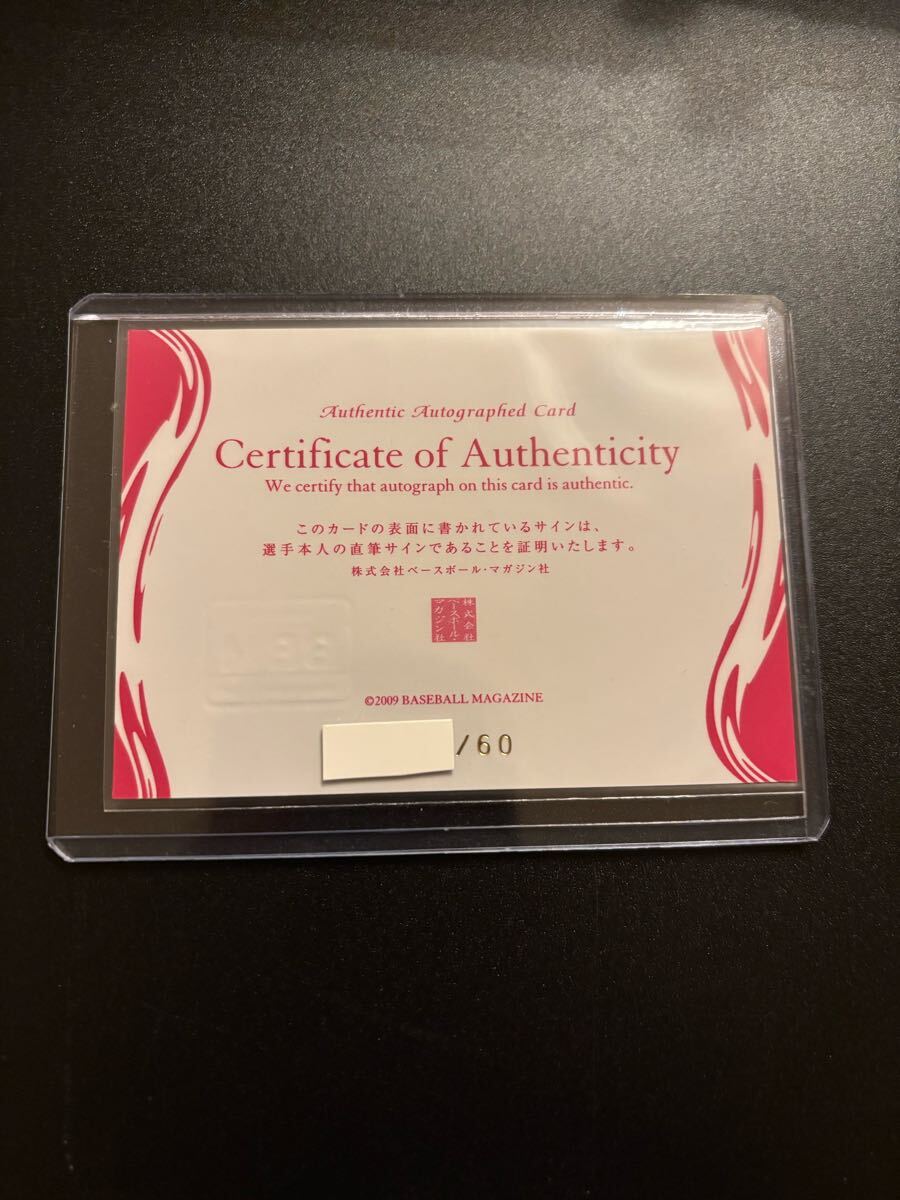 Authentic Autographed Card
Certificate of Authenticity
We certify that autograph on this card is authentic.
このカードの表面に書かれているサインは、
選手本人の直筆サインであることを証明いたします。
株式会社ベースボール・マガジン社
株式会社
ベースボール・
マガジン社
BBM
©2009 BASEBALL MAGAZINE
/60